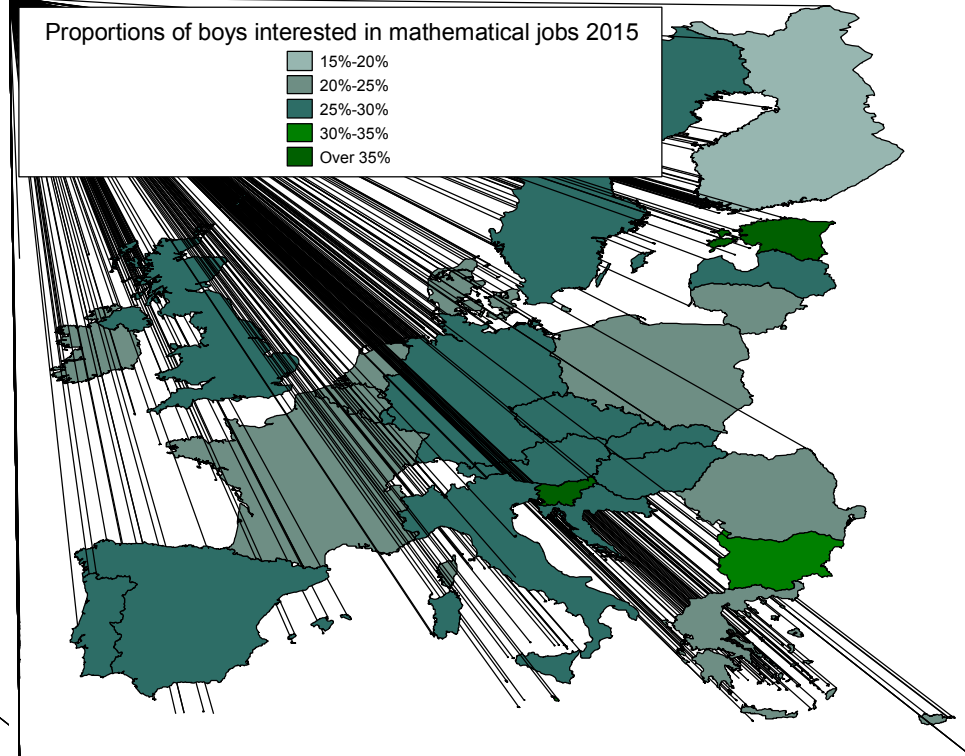 Proportions of boys interested in mathematical jobs 2015
15%-20%
20%-25%
25%-30%
30%-35%
Over 35%